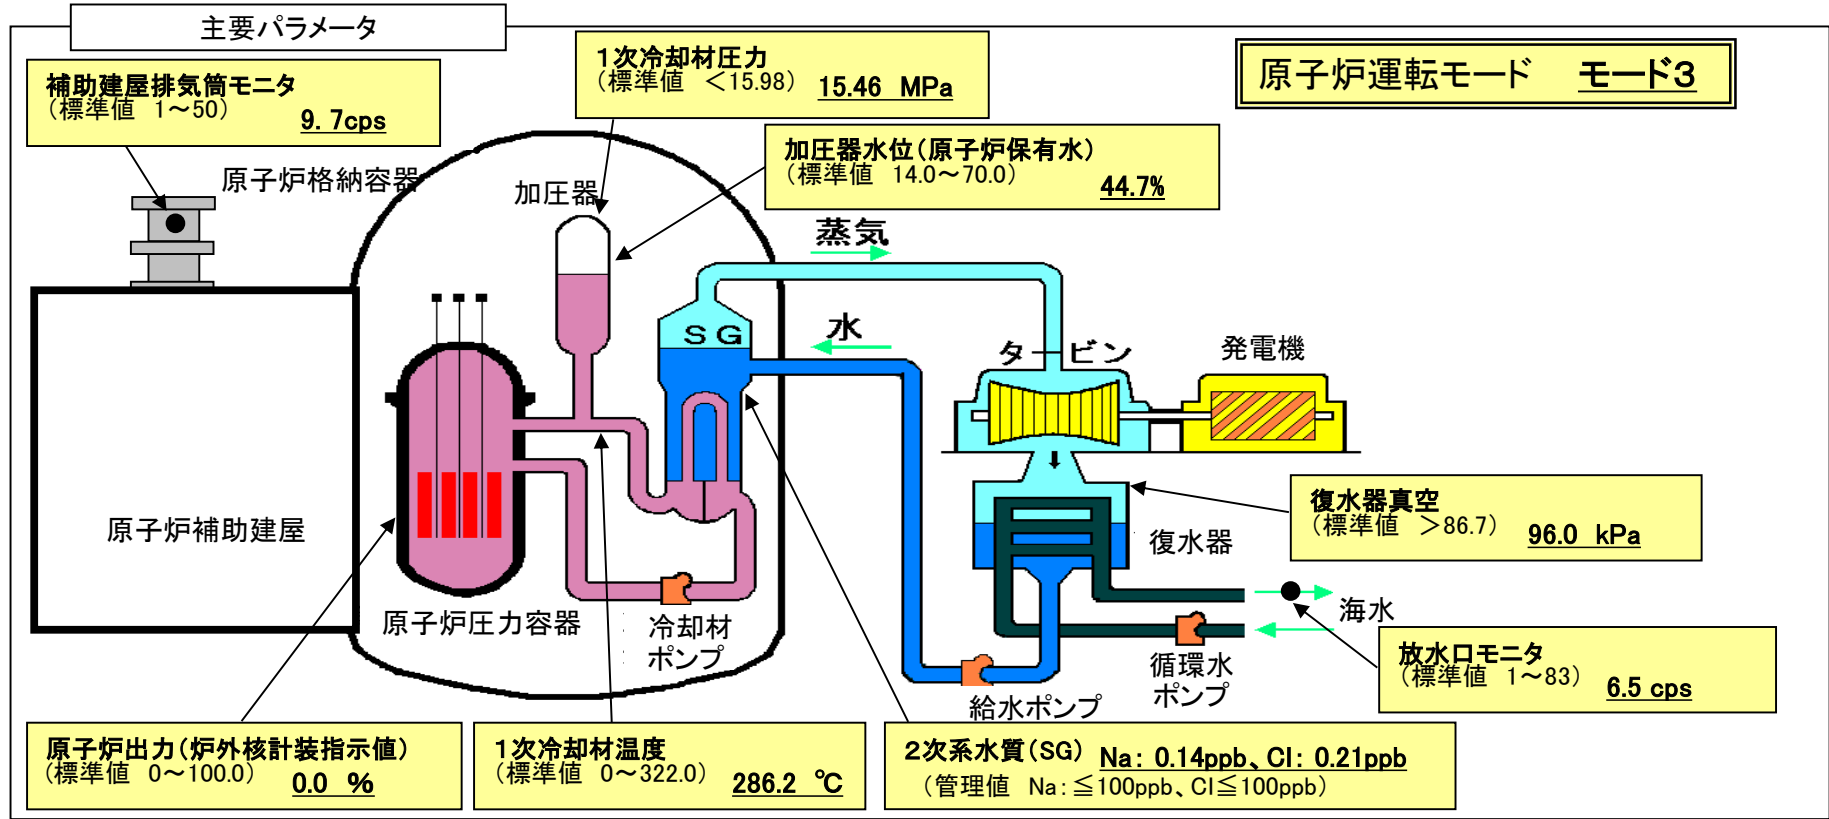 主要パラメータ
補助建屋排気筒モニタ
(標準値 1～50) 9.7cps
1次冷却材圧力
(標準値 <15.98) 15.46 MPa
原子炉運転モード モード3
加圧器水位(原子炉保有水)
(標準値 14.0～70.0)
44.7%
原子炉格納容器
加圧器
蒸気
SG
水
タービン
発電機
原子炉補助建屋
復水器真空
(標準値 >86.7) 96.0 kPa
復水器
原子炉圧力容器
冷却材
ポンプ
海水
循環水
ポンプ
給水ポンプ
放水口モニタ
(標準値 1～83) 6.5 cps
原子炉出力(炉外核計装指示値)
(標準値 0～100.0) 0.0 %
1次冷却材温度
(標準値 0～322.0) 286.2 ℃
2次系水質(SG) Na: 0.14ppb、Cl: 0.21ppb
(管理値 Na:≦100ppb、Cl≦100ppb)